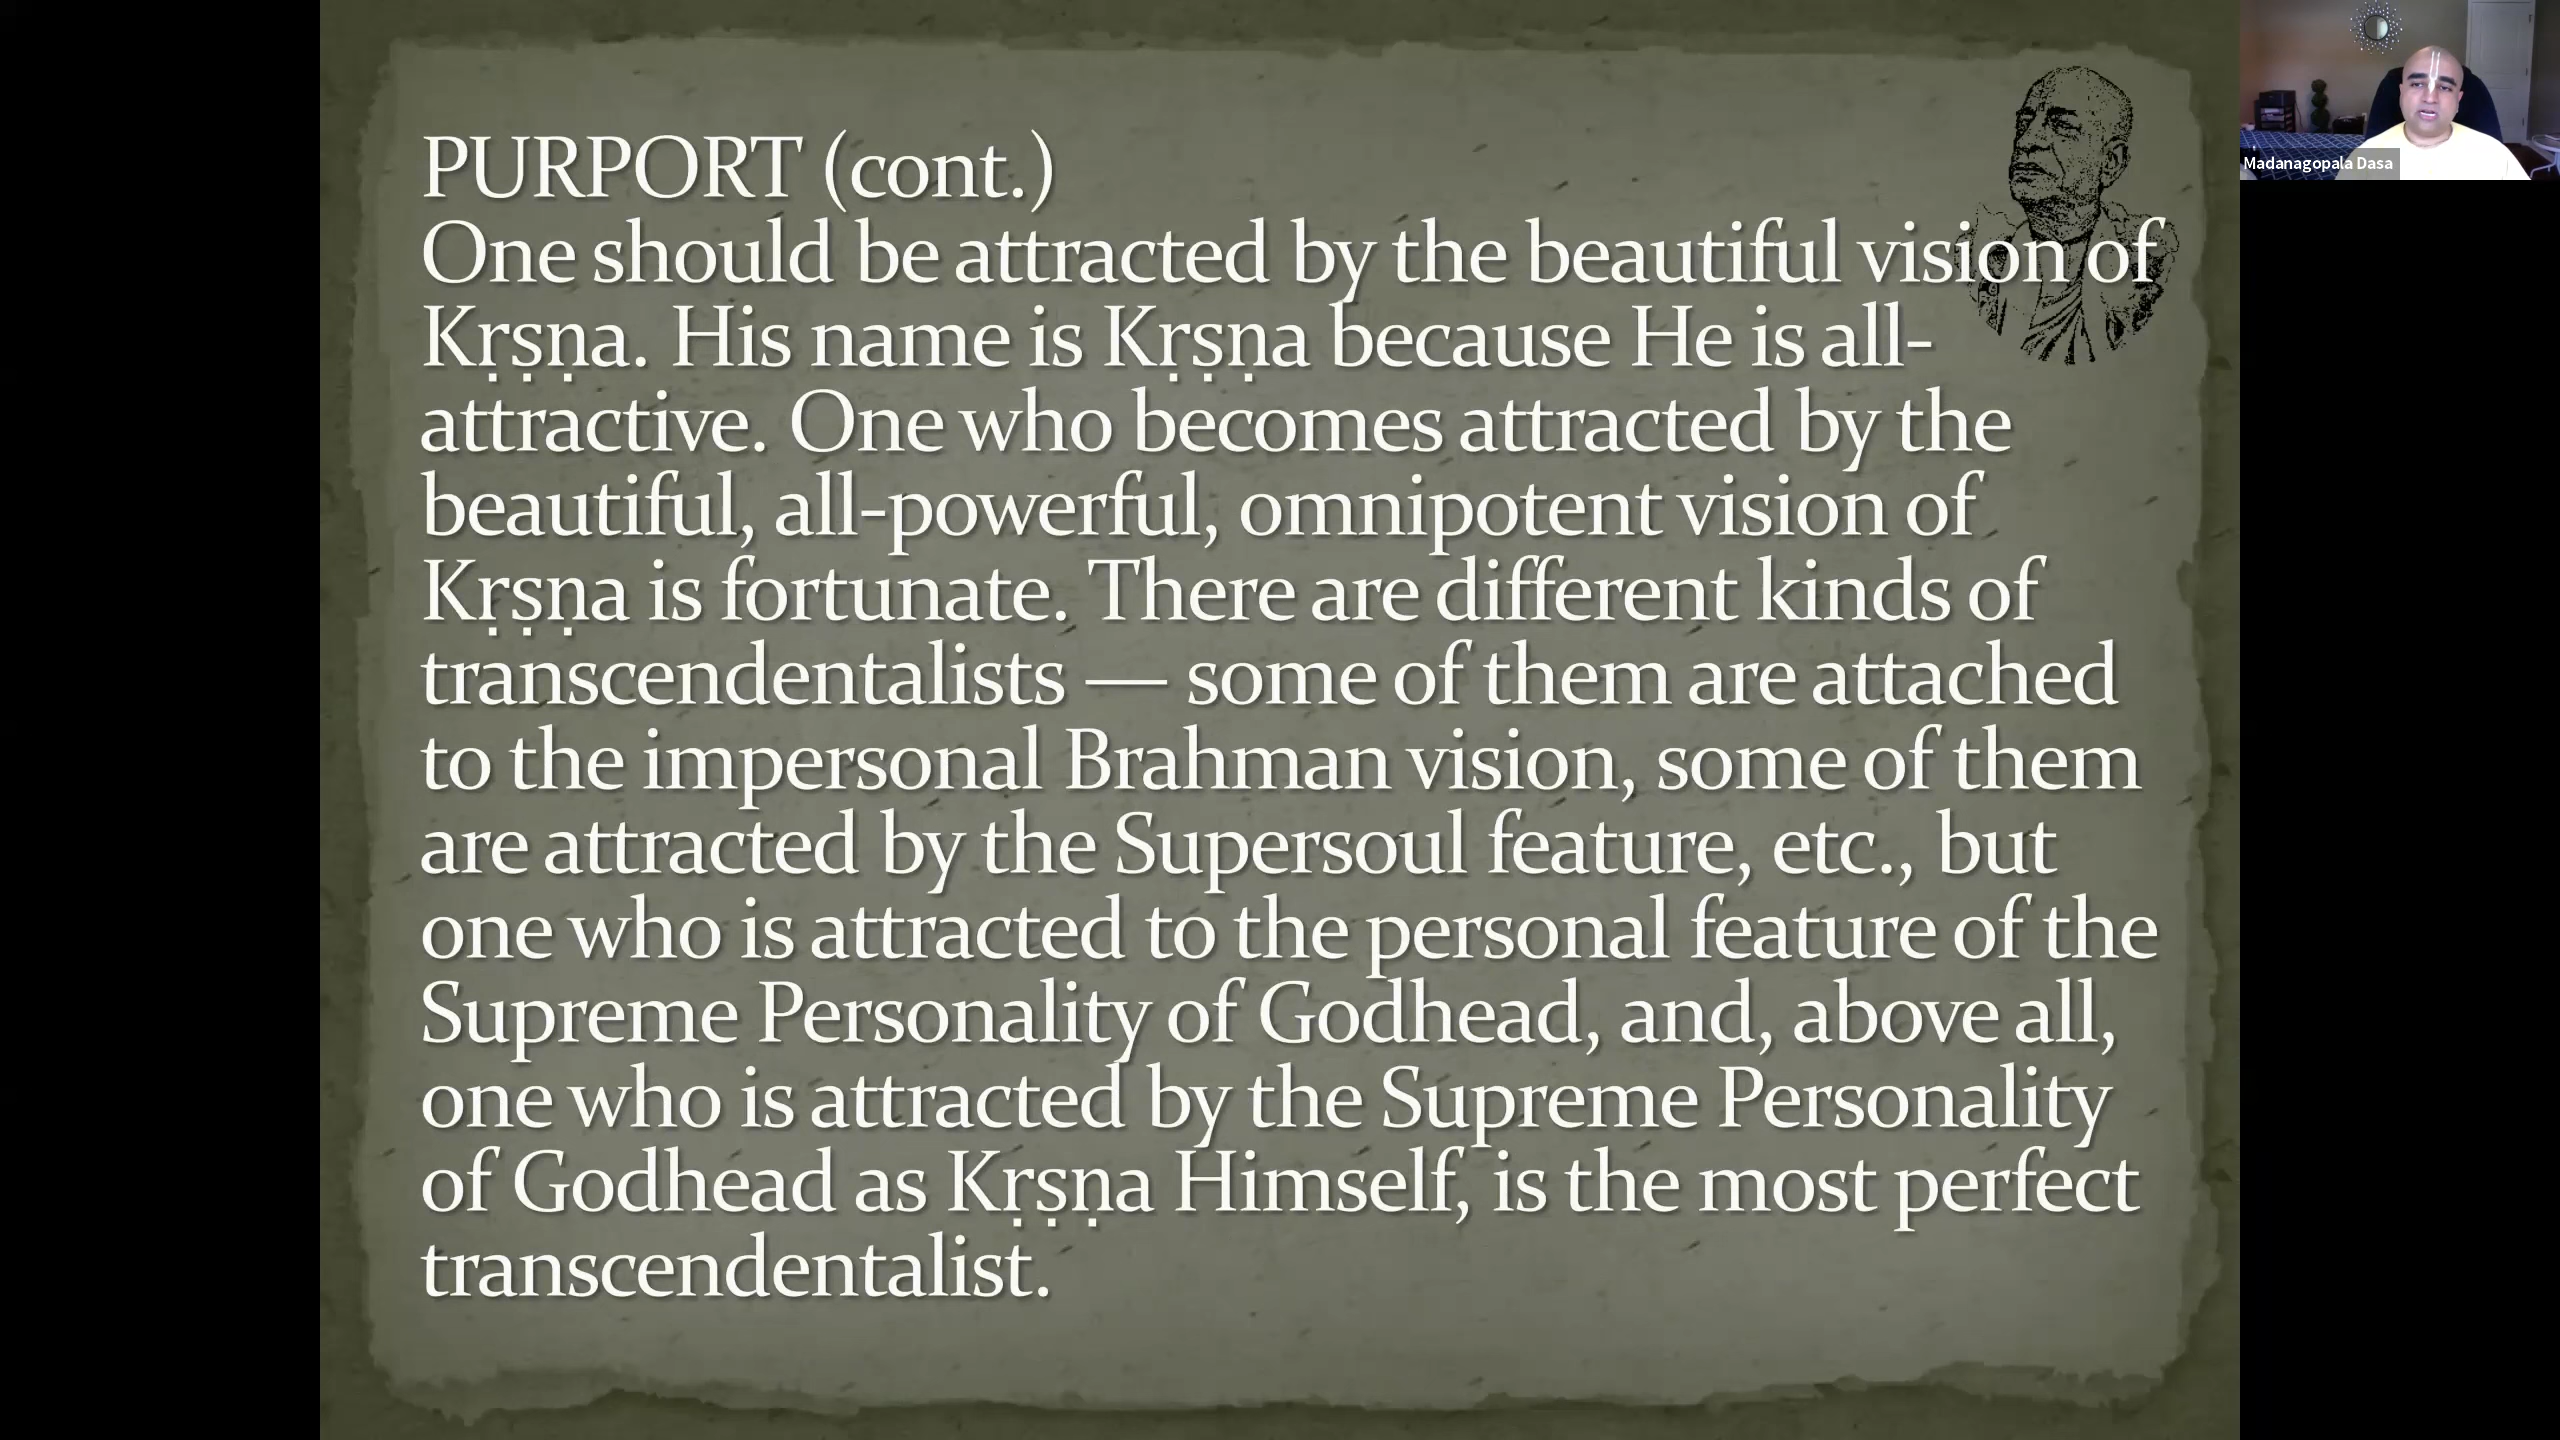 PURPORT (cont.)
One should be attracted by the beautiful vision of
Kṛṣṇa. His name is Kṛṣṇa because He is all-
attractive. One who becomes attracted by the
beautiful, all-powerful, omnipotent vision of
Kṛṣṇa is fortunate. There are different kinds of
transcendentalists — some of them are attached
to the impersonal Brahman vision, some of them
are attracted by the Supersoul feature, etc., but
one who is attracted to the personal feature of the
Supreme Personality of Godhead, and, above all,
one who is attracted by the Supreme Personality
of Godhead as Kṛṣṇa Himself, is the most perfect
transcendentalist.
Madanagopala Dasa